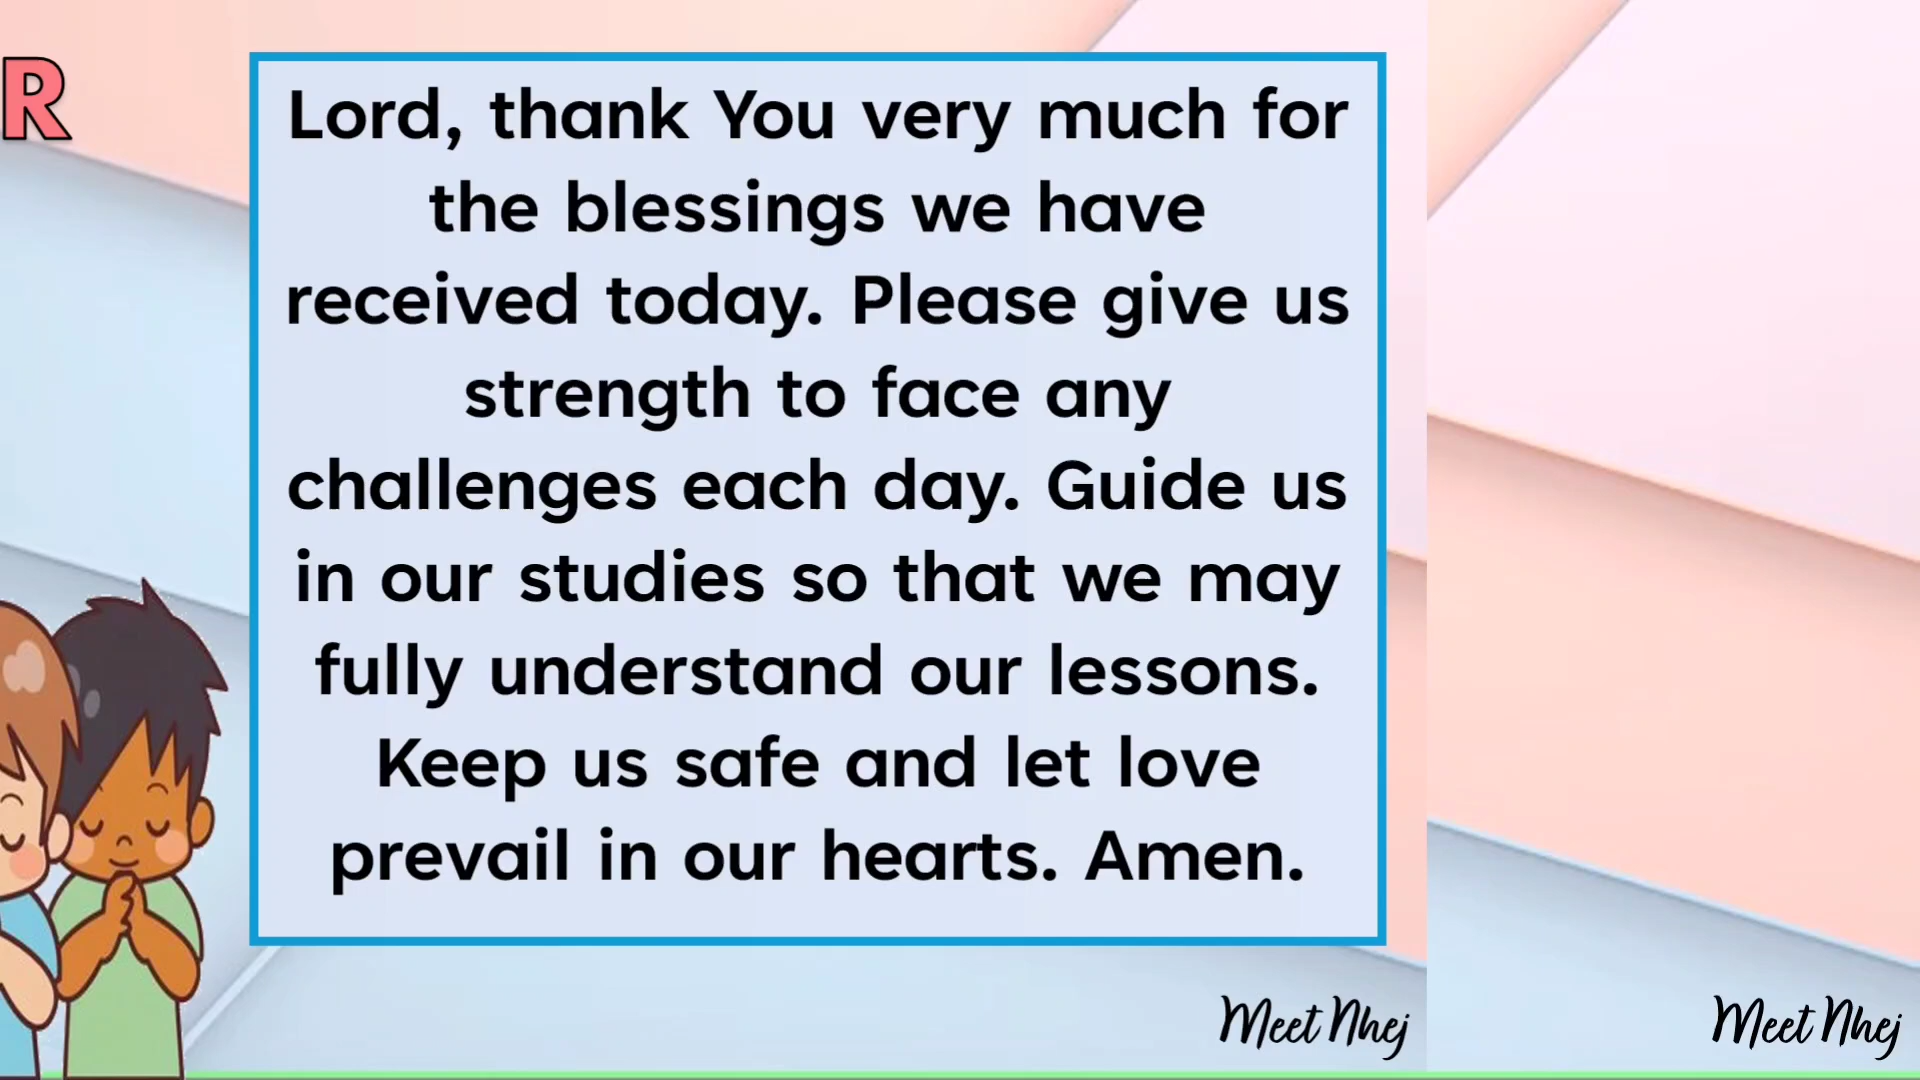 R
Lord, thank You very much for
the blessings we have
received today. Please give us
strength to face any
challenges each day. Guide us
in our studies so that we may
fully understand our lessons.
Keep us safe and let love
prevail in our hearts. Amen.
Meet Nhej
Meet Nhej